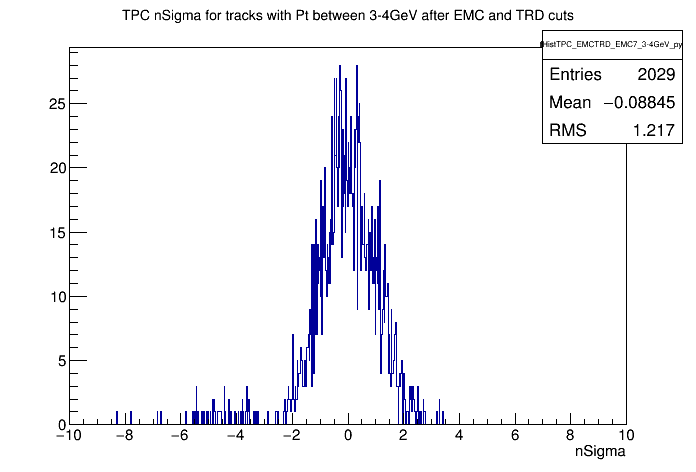 TPC nSigma for tracks with Pt between 3-4GeV after EMC and TRD cuts
HistTPC_EMCTRD_EMC7_3-4GeV_py
Entries 2029
Mean −0.08845
RMS 1.217
25
20
15
10
5
0
−10 −8 −6 −4 −2 0 2 4 6 8 10
nSigma